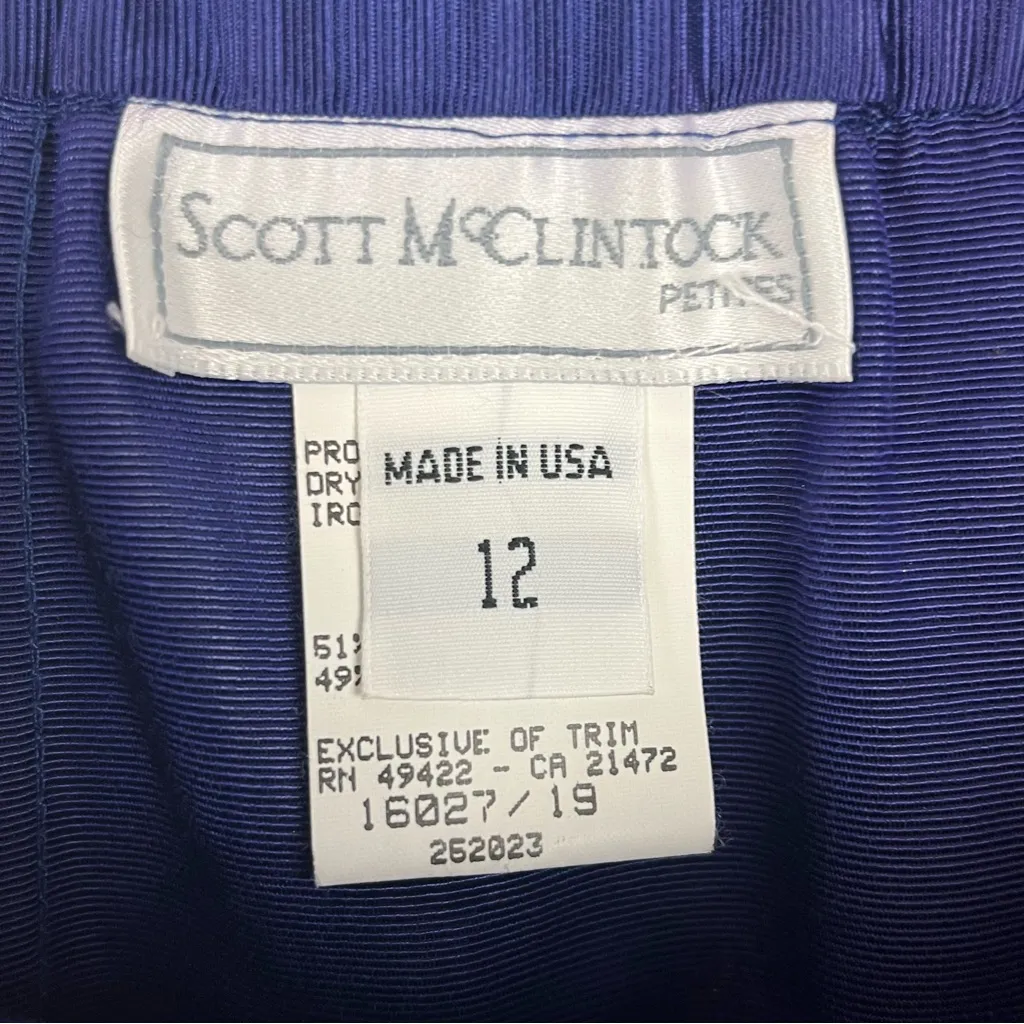 SCOTT McCLINTOCK
PETITES
PRO
DRY
IRO
MADE IN USA
12
51%
49%
EXCLUSIVE OF TRIM
RN 49422 - CA 21472
16027/19
262023